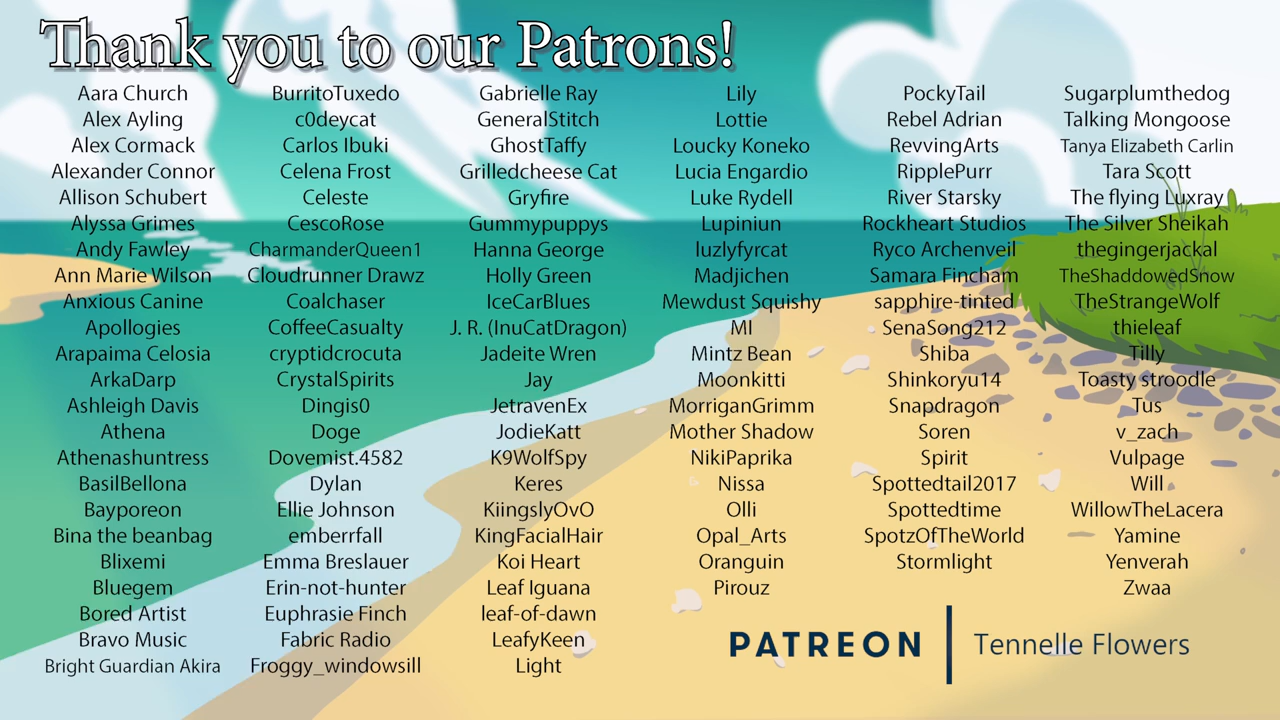 Thank you to our Patrons!
Aara Church
Alex Ayling
Alex Cormack
Alexander Connor
Allison Schubert
Alyssa Grimes
Andy Fawley
Ann Marie Wilson
Anxious Canine
Apollogies
Arapaima Celosia
ArkaDarp
Ashleigh Davis
Athena
Athenashuntress
BasilBellona
Bayporeon
Bina the beanbag
Blixemi
Bluegem
Bored Artist
Bravo Music
Bright Guardian Akira
BurritoTuxedo
c0deycat
Carlos Ibuki
Celena Frost
Celeste
CescoRose
CharmanderQueen1
Cloudrunner Drawz
Coalchaser
CoffeeCasualty
cryptidcrocuta
CrystalSpirits
Dingis0
Doge
Dovemist.4582
Dylan
Ellie Johnson
emberrfall
Emma Breslauer
Erin-not-hunter
Euphrasie Finch
Fabric Radio
Froggy_windowsill
Gabrielle Ray
GeneralStitch
GhostTaffy
Grilledcheese Cat
Gryfire
Gummypuppys
Hanna George
Holly Green
IceCarBlues
J. R. (InuCatDragon)
Jadeite Wren
Jay
JetravenEx
JodieKatt
K9WolfSpy
Keres
KiingslyOvO
KingFacialHair
Koi Heart
Leaf Iguana
leaf-of-dawn
LeafyKeen
Light
Lily
Lottie
Loucky Koneko
Lucia Engardio
Luke Rydell
Lupiniun
luzlyfyrcat
Madjichen
Mewdust Squishy
MI
Mintz Bean
Moonkitti
MorriganGrimm
Mother Shadow
NikiPaprika
Nissa
Olli
Opal_Arts
Oranguin
Pirouz
PockyTail
Rebel Adrian
RevvingArts
RipplePurr
River Starsky
Rockheart Studios
Ryco Archenveil
Samara Fincham
sapphire-tinted
SenaSong212
Shiba
Shinkoryu14
Snapdragon
Soren
Spirit
Spottedtail2017
Spottedtime
SpotzOfTheWorld
Stormlight
Sugarplumthedog
Talking Mongoose
Tanya Elizabeth Carlin
Tara Scott
The flying Luxray
The Silver Sheikah
thegingerjackal
TheShaddowedSnow
TheStrangeWolf
thieleaf
Tilly
Toasty stroodle
Tus
v_zach
Vulpage
Will
WillowTheLacera
Yamine
Yenverah
Zwaa
PATREON
Tennelle Flowers